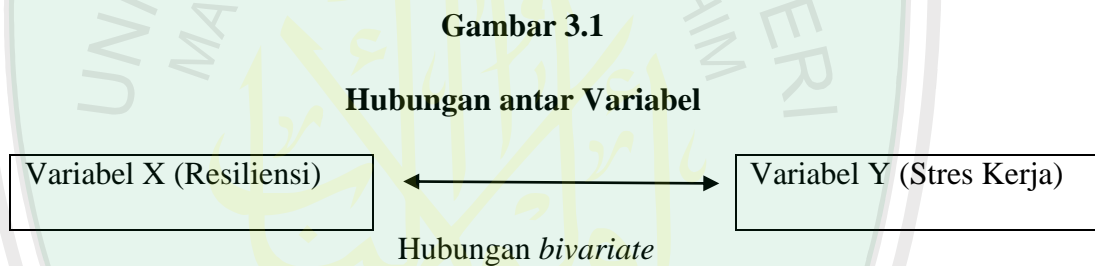 Gambar 3.1
Hubungan antar Variabel
Variabel X (Resiliensi)
Variabel Y (Stres Kerja)
Hubungan bivariate